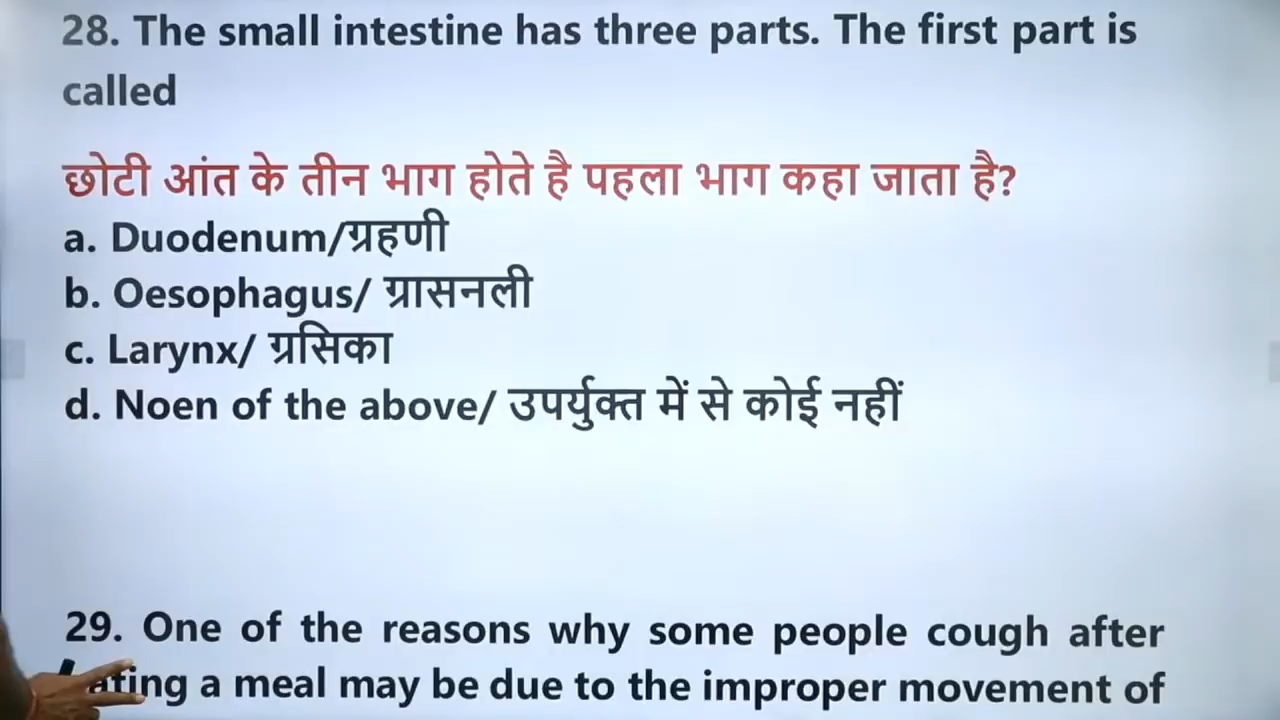 28. The small intestine has three parts. The first part is
called
छोटी आंत के तीन भाग होते है पहला भाग कहा जाता है?
a. Duodenum/ग्रहणी
b. Oesophagus/ ग्रासनली
c. Larynx/ ग्रसिका
d. Noen of the above/ उपर्युक्त में से कोई नहीं
29. One of the reasons why some people cough after
a meal may be due to the improper movement of